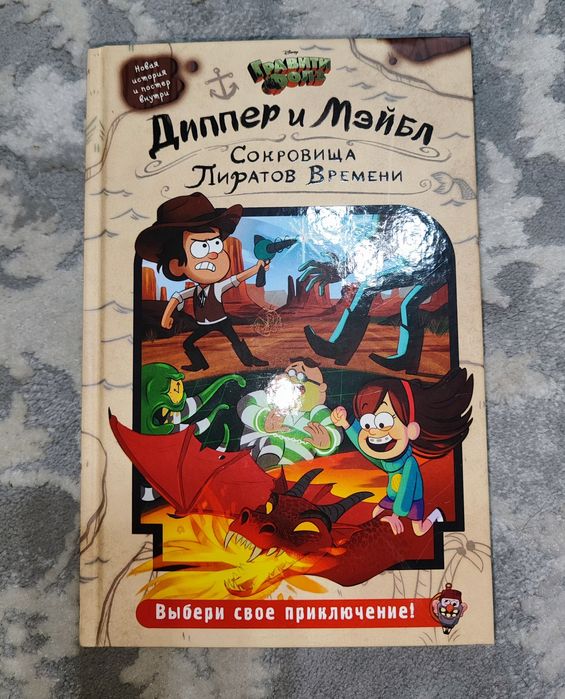 Новая
история
и постер
внутри
Disney
ГРАВИТИ
ФОЛЗ
Диппер и Мэйбл
Сокровища
Пиратов Времени
Выбери свое приключение!